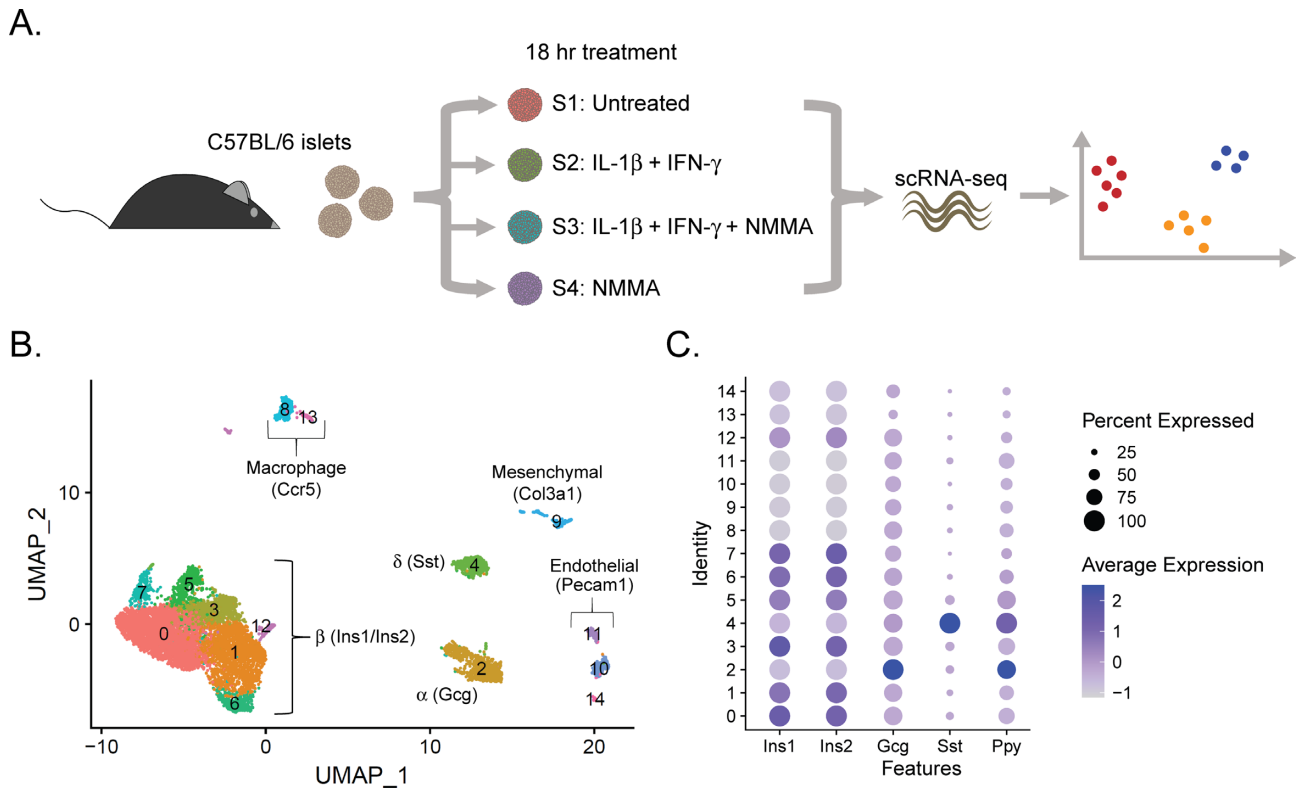 A.
18 hr treatment
C57BL/6 islets
S1: Untreated
S2: IL-1β + IFN-γ
S3: IL-1β + IFN-γ + NMMA
S4: NMMA
scRNA-seq
B.
UMAP_2
10
0
8
13
Macrophage
(Ccr5)
Mesenchymal
(Col3a1)
9
δ (Sst)
4
Endothelial
(Pecam1)
7
5
3
0
12
1
6
β (Ins1/Ins2)
2
α (Gcg)
11
10
14
−10
0
10
20
UMAP_1
C.
Identity
14
13
12
11
10
9
8
7
6
5
4
3
2
1
0
Ins1
Ins2
Gcg
Sst
Ppy
Features
Percent Expressed
25
50
75
100
Average Expression
2
1
0
−1